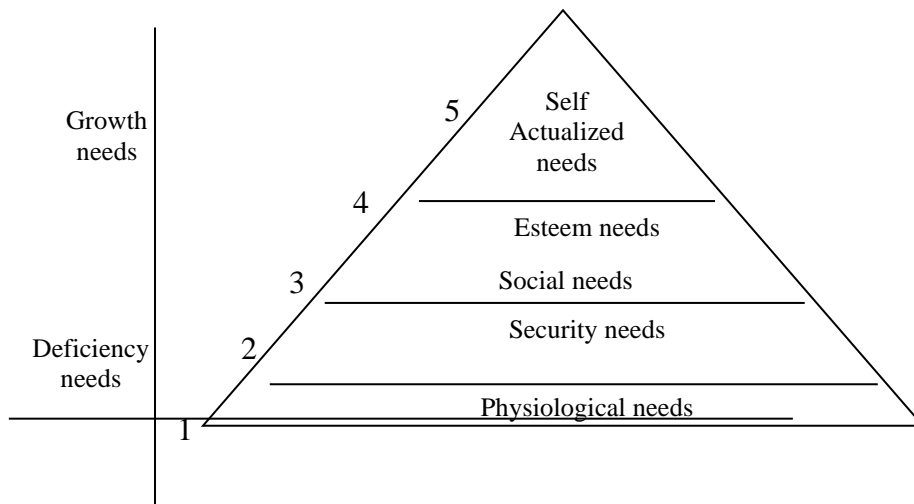 5
Self
Actualized
needs
Growth
needs
4
Esteem needs
3
Social needs
Security needs
2
Deficiency
needs
Physiological needs
1